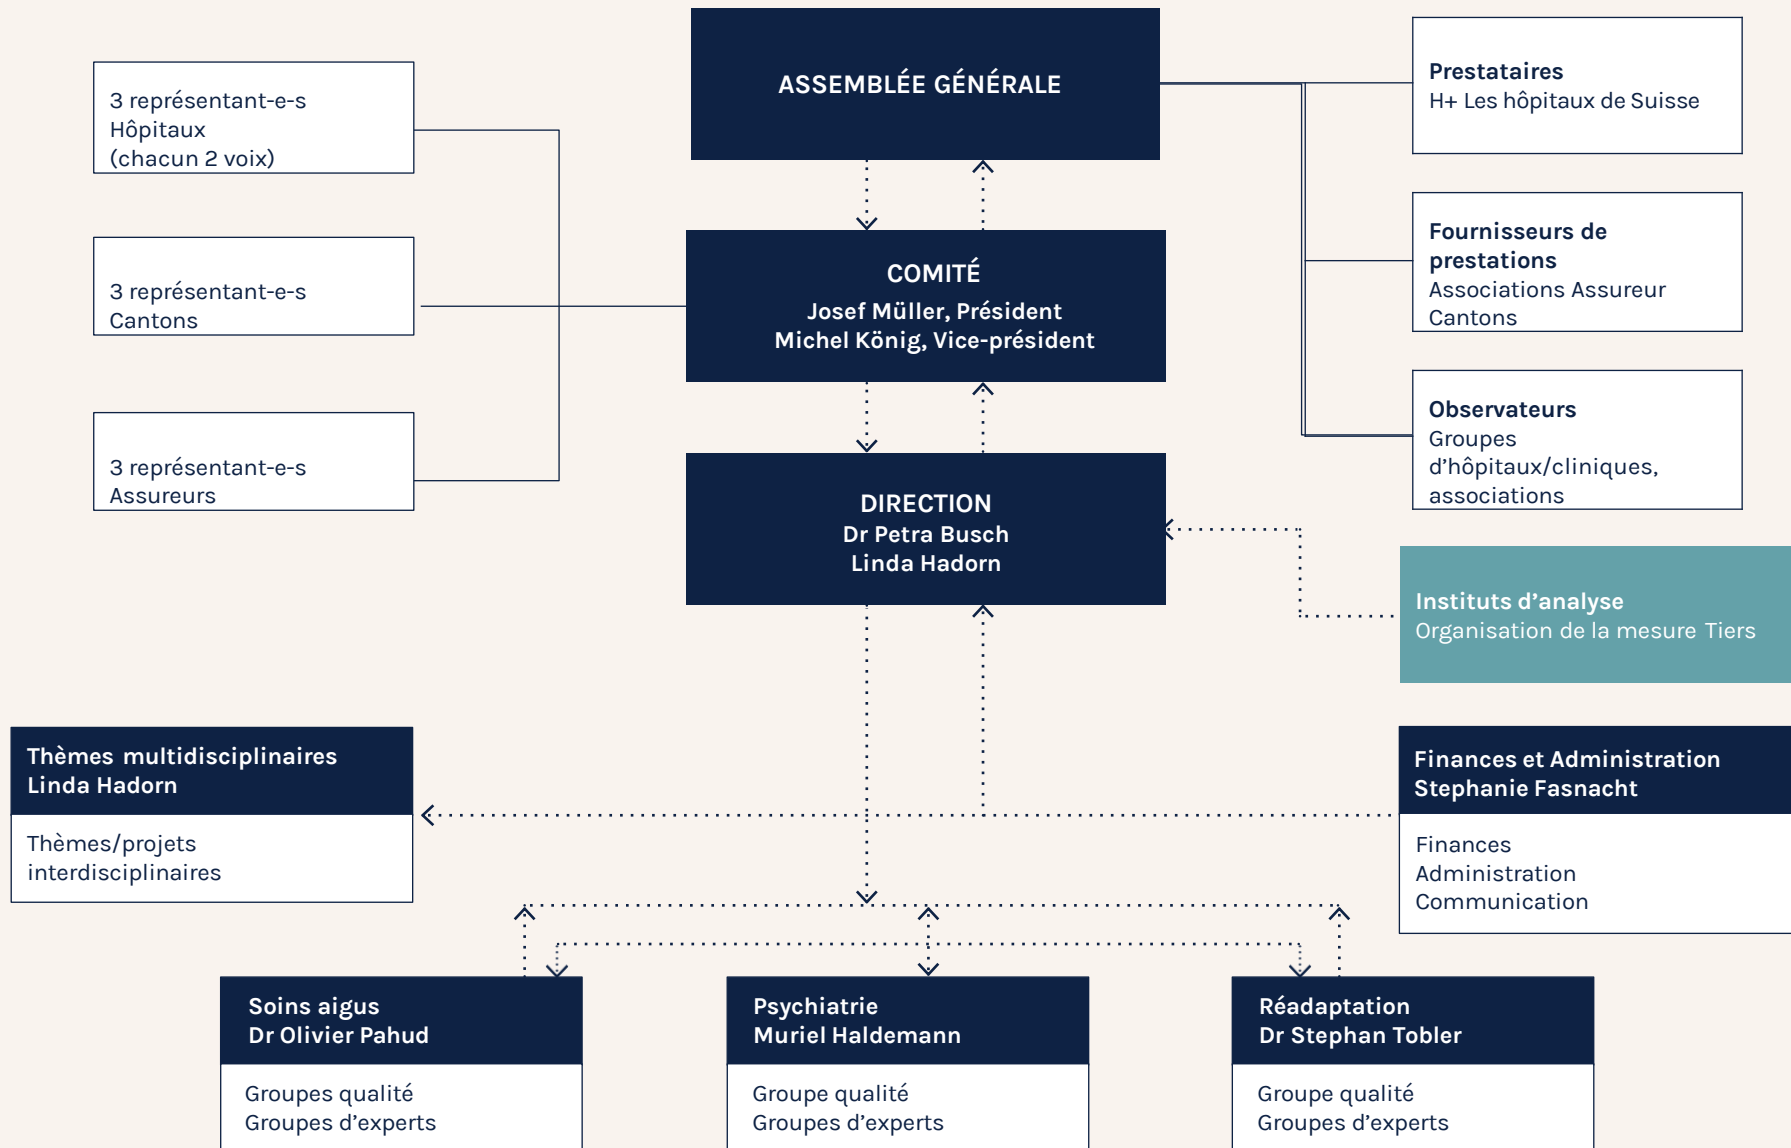 ASSEMBLÉE GÉNÉRALE
3 représentant-e-s
Hôpitaux
(chacun 2 voix)
3 représentant-e-s
Cantons
3 représentant-e-s
Assureurs
COMITÉ
Josef Müller, Président
Michel König, Vice-président
DIRECTION
Dr Petra Busch
Linda Hadorn
Prestataires
H+ Les hôpitaux de Suisse
Fournisseurs de
prestations
Associations Assureur
Cantons
Observateurs
Groupes
d’hôpitaux/cliniques,
associations
Instituts d’analyse
Organisation de la mesure Tiers
Thèmes multidisciplinaires
Linda Hadorn
Thèmes/projets
interdisciplinaires
Finances et Administration
Stephanie Fasnacht
Finances
Administration
Communication
Soins aigus
Dr Olivier Pahud
Groupes qualité
Groupes d’experts
Psychiatrie
Muriel Haldemann
Groupe qualité
Groupes d’experts
Réadaptation
Dr Stephan Tobler
Groupe qualité
Groupes d’experts